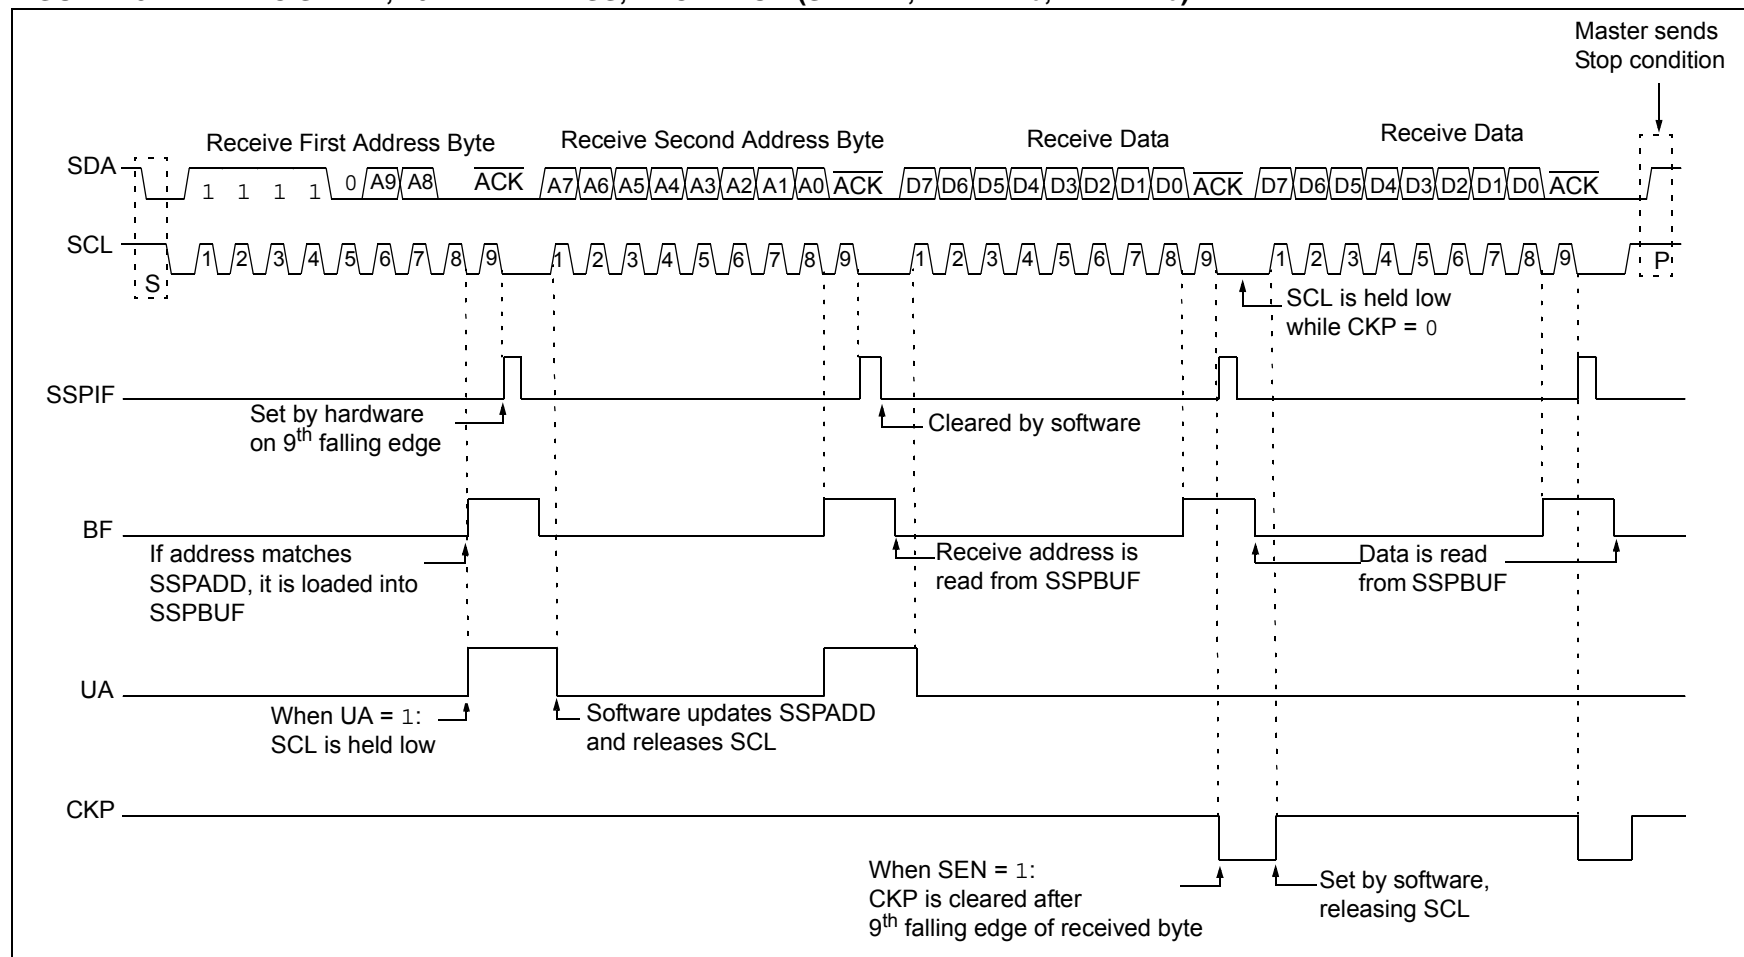 Master sends
Stop condition
Receive First Address Byte
Receive Second Address Byte
Receive Data
Receive Data
SDA
1 1 1 1 0 A9 A8 ACK A7 A6 A5 A4 A3 A2 A1 A0 ACK D7 D6 D5 D4 D3 D2 D1 D0 ACK D7 D6 D5 D4 D3 D2 D1 D0 ACK
SCL
S 1 2 3 4 5 6 7 8 9 1 2 3 4 5 6 7 8 9 1 2 3 4 5 6 7 8 9 1 2 3 4 5 6 7 8 9 P
SCL is held low
while CKP = 0
SSPIF
Set by hardware
on 9th falling edge
Cleared by software
BF
If address matches
SSPADD, it is loaded into
SSPBUF
Receive address is
read from SSPBUF
Data is read
from SSPBUF
UA
When UA = 1:
SCL is held low
Software updates SSPADD
and releases SCL
CKP
When SEN = 1:
CKP is cleared after
9th falling edge of received byte
Set by software,
releasing SCL